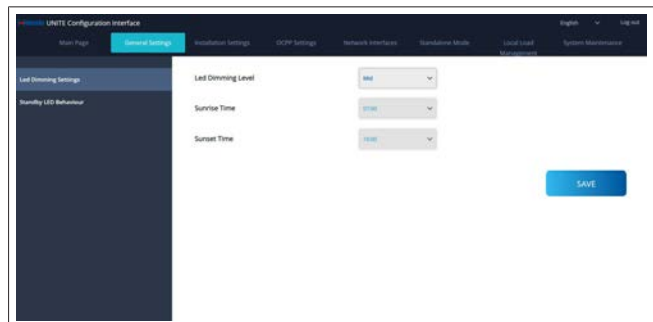 UNITE Configuration Interface
English
Log out
Main Page
General Settings
Installation Settings
OCPP Settings
Network Interfaces
Standalone Mode
Local Load
Management
System Maintenance
Led Dimming Settings
Standby LED Behaviour
Led Dimming Level
Mid
Sunrise Time
07:00
Sunset Time
SAVE